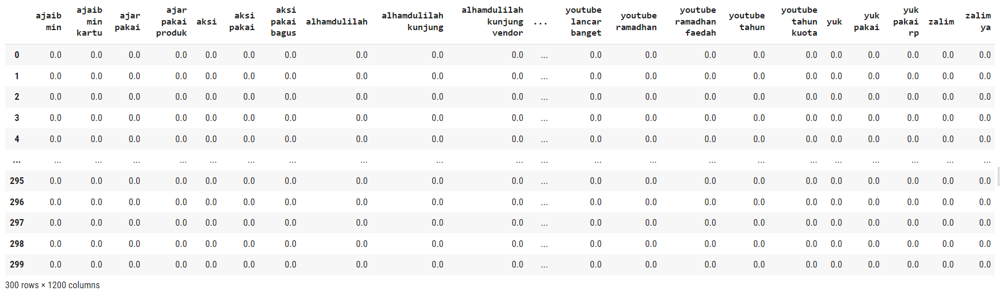 ajaib min ajaib min kartu ajar pakai ajar pakai produk aksi aksi pakai aksi pakai bagus alhamdulilah alhamdulilah kunjung alhamdulilah kunjung vendor ... youtube lancar banget youtube ramadhan youtube ramadhan faedah youtube tahun youtube tahun kuota yuk yuk pakai yuk pakai rp zalim zalim ya
0 0.0 0.0 0.0 0.0 0.0 0.0 0.0 0.0 0.0 0.0 ... 0.0 0.0 0.0 0.0 0.0 0.0 0.0 0.0 0.0 0.0
1 0.0 0.0 0.0 0.0 0.0 0.0 0.0 0.0 0.0 0.0 ... 0.0 0.0 0.0 0.0 0.0 0.0 0.0 0.0 0.0 0.0
2 0.0 0.0 0.0 0.0 0.0 0.0 0.0 0.0 0.0 0.0 ... 0.0 0.0 0.0 0.0 0.0 0.0 0.0 0.0 0.0 0.0
3 0.0 0.0 0.0 0.0 0.0 0.0 0.0 0.0 0.0 0.0 ... 0.0 0.0 0.0 0.0 0.0 0.0 0.0 0.0 0.0 0.0
4 0.0 0.0 0.0 0.0 0.0 0.0 0.0 0.0 0.0 0.0 ... 0.0 0.0 0.0 0.0 0.0 0.0 0.0 0.0 0.0 0.0
... ... ... ... ... ... ... ... ... ... ... ... ... ... ... ... ... ... ... ... ... ...
295 0.0 0.0 0.0 0.0 0.0 0.0 0.0 0.0 0.0 0.0 ... 0.0 0.0 0.0 0.0 0.0 0.0 0.0 0.0 0.0 0.0
296 0.0 0.0 0.0 0.0 0.0 0.0 0.0 0.0 0.0 0.0 ... 0.0 0.0 0.0 0.0 0.0 0.0 0.0 0.0 0.0 0.0
297 0.0 0.0 0.0 0.0 0.0 0.0 0.0 0.0 0.0 0.0 ... 0.0 0.0 0.0 0.0 0.0 0.0 0.0 0.0 0.0 0.0
298 0.0 0.0 0.0 0.0 0.0 0.0 0.0 0.0 0.0 0.0 ... 0.0 0.0 0.0 0.0 0.0 0.0 0.0 0.0 0.0 0.0
299 0.0 0.0 0.0 0.0 0.0 0.0 0.0 0.0 0.0 0.0 ... 0.0 0.0 0.0 0.0 0.0 0.0 0.0 0.0 0.0 0.0
300 rows × 1200 columns